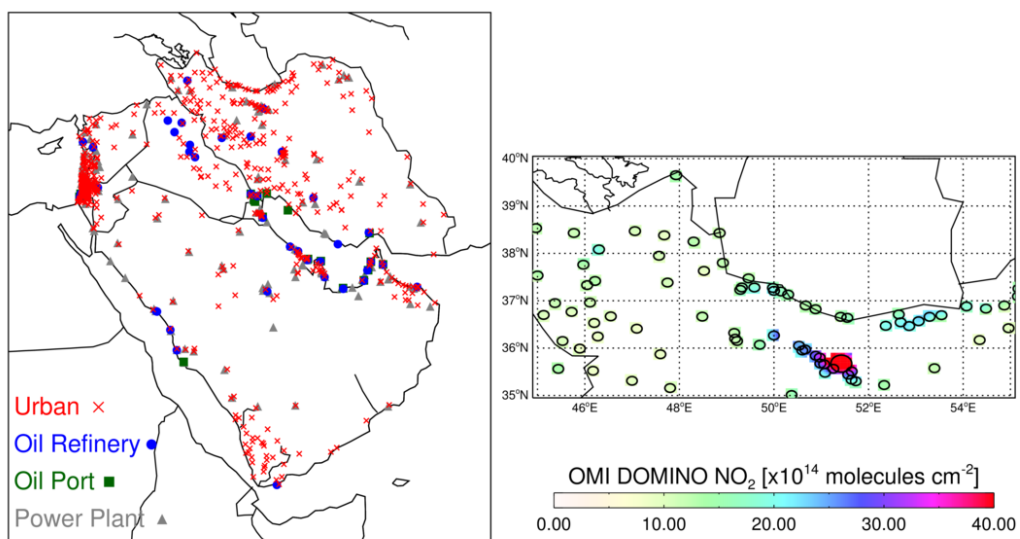 Urban ×
Oil Refinery ●
Oil Port ■
Power Plant ▲
40°N
39°N
38°N
37°N
36°N
35°N
46°E 48°E 50°E 52°E 54°E
OMI DOMINO NO₂ [x10¹⁴ molecules cm⁻²]
0.00 10.00 20.00 30.00 40.00